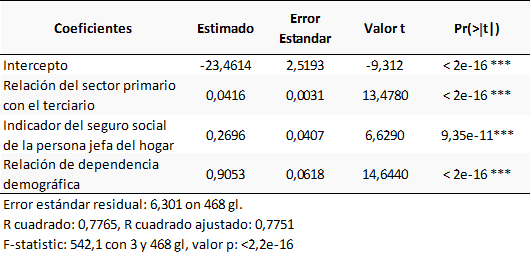 Coeficientes Estimado Error Estandar Valor t Pr(>|t|)
Intercepto -23,4614 2,5193 -9,312 < 2e-16 ***
Relación del sector primario con el terciario 0,0416 0,0031 13,4780 < 2e-16 ***
Indicador del seguro social de la persona jefa del hogar 0,2696 0,0407 6,6290 9,35e-11***
Relación de dependencia demográfica 0,9053 0,0618 14,6440 < 2e-16 ***
Error estándar residual: 6,301 on 468 gl.
R cuadrado: 0,7765, R cuadrado ajustado: 0,7751
F-statistic: 542,1 con 3 y 468 gl, valor p: <2,2e-16